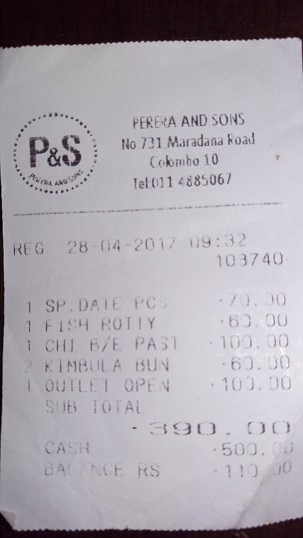 P&S
PERERA AND SONS
PERERA AND SONS
No 731 Maradana Road
Colombo 10
Tel:011 4885067
REG 28-04-2017 09:32
103740
1 SP.DATE PCS ·70.00
1 FISH ROTTY ·60.00
1 CHI B/E PAST ·100.00
2 KIMBULA BUN ·60.00
1 OUTLET OPEN ·100.00
SUB TOTAL
·390.00
CASH ·500.00
BALANCE RS ·110.00